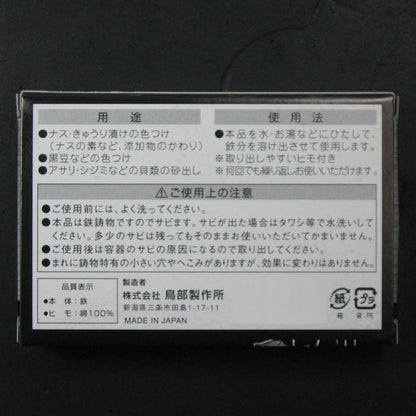 用途
●ナス・きゅうり漬けの色つけ
（ナスの素など、添加物のかわり）
●黒豆などの色つけ
●アサリ・シジミなどの貝類の砂出し
使用法
●本品を水・お湯などにひたして、
鉄分を溶け出させて使用します。
※取り出しやすいヒモ付き
※何回でも繰り返しお使いいただけます。
⚠ご使用上の注意
●ご使用前には、よく洗ってください。
●本品は鉄鋳物ですのでサビます。サビが出た場合はタワシ等で水洗いして
ください。多少のサビは残ってもそのままお使いいただいてかまいません。
●ご使用後は容器のサビの原因になるので取り出してください。
●まれに鋳物特有の小さい穴やへこみがありますが、効果に変わりはありません。
品質表示
●本体：鉄
●ヒモ：綿100%
製造者
株式会社 鳥部製作所
新潟県三条市田島1-17-11
MADE IN JAPAN
紙
箱
プラ
袋:PE